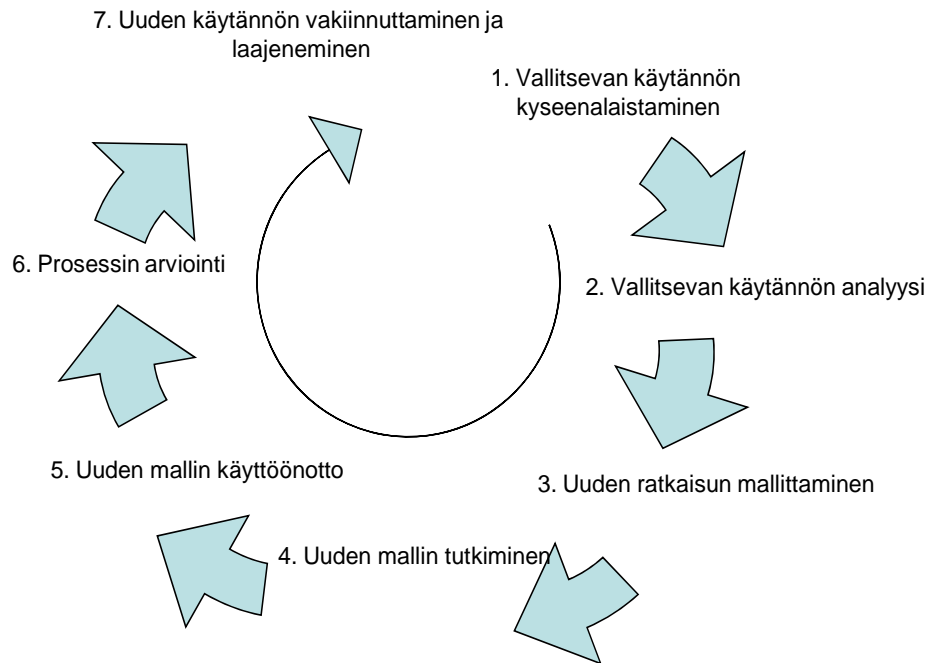 7. Uuden käytännön vakiinnuttaminen ja
laajeneminen
1. Vallitsevan käytännön
kyseenalaistaminen
2. Vallitsevan käytännön analyysi
3. Uuden ratkaisun mallittaminen
4. Uuden mallin tutkiminen
5. Uuden mallin käyttöönotto
6. Prosessin arviointi